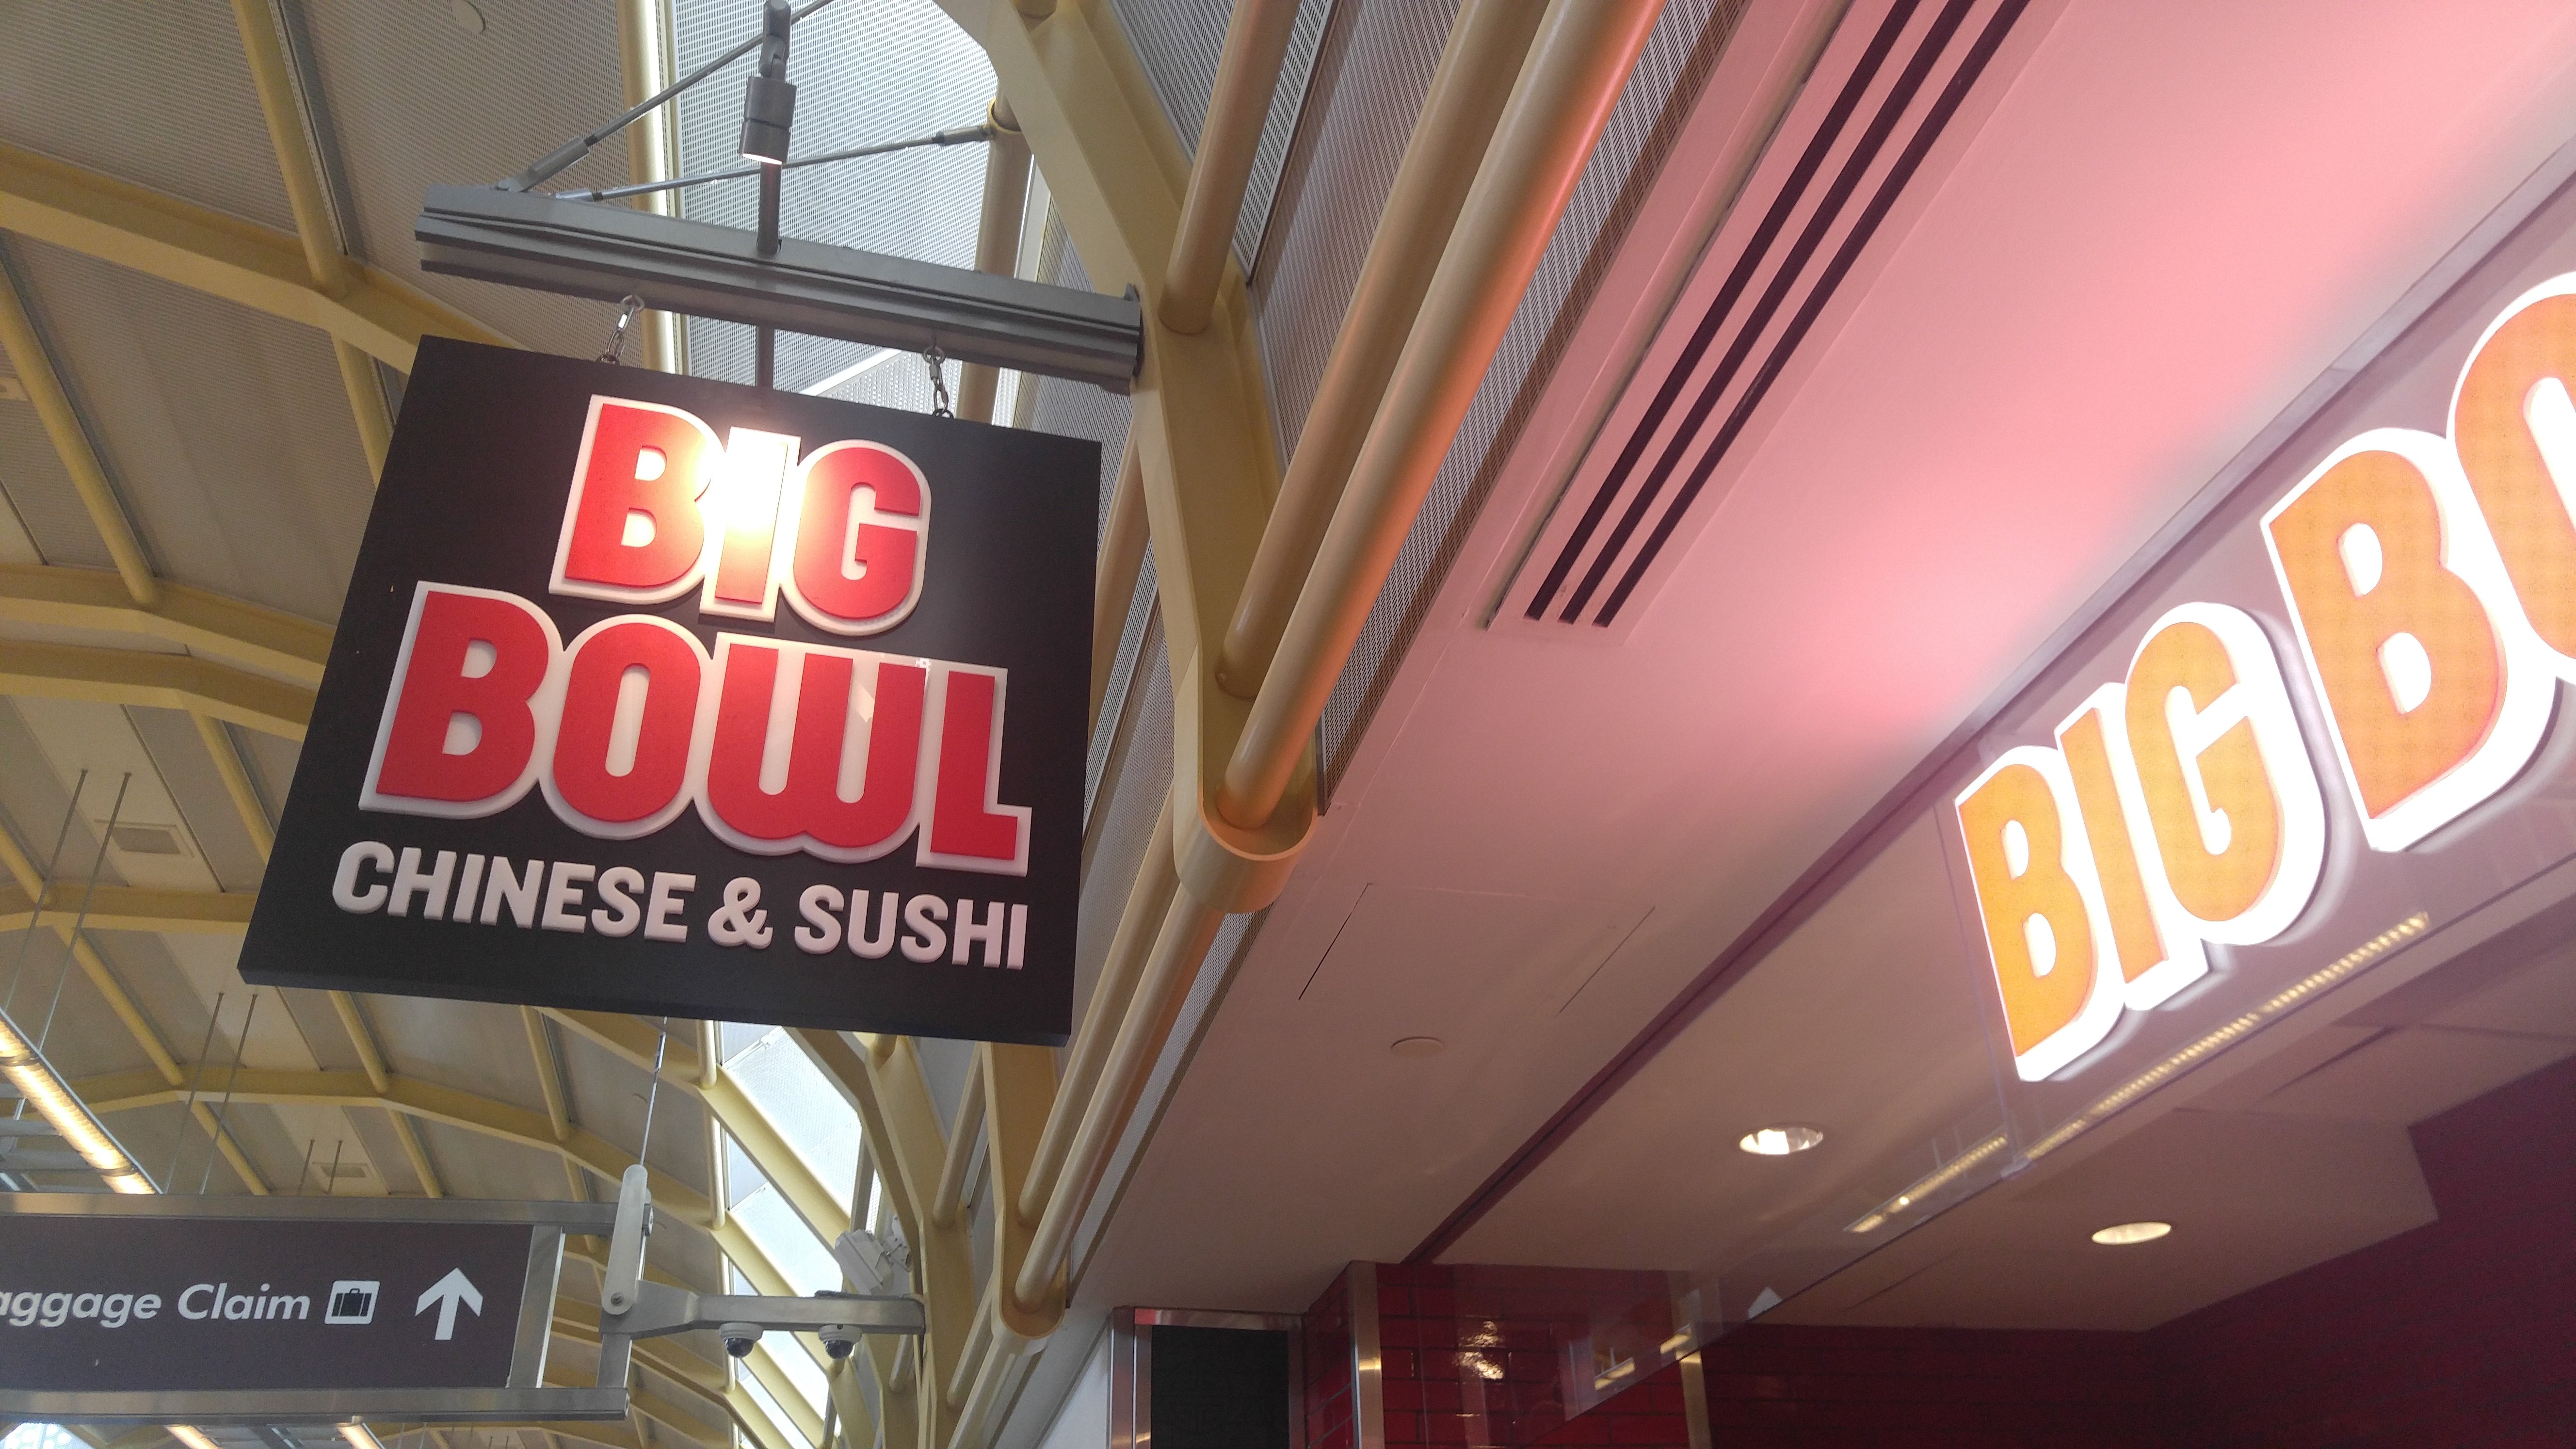 BIG
BOWL
CHINESE & SUSHI
BIG BO
aggage Claim